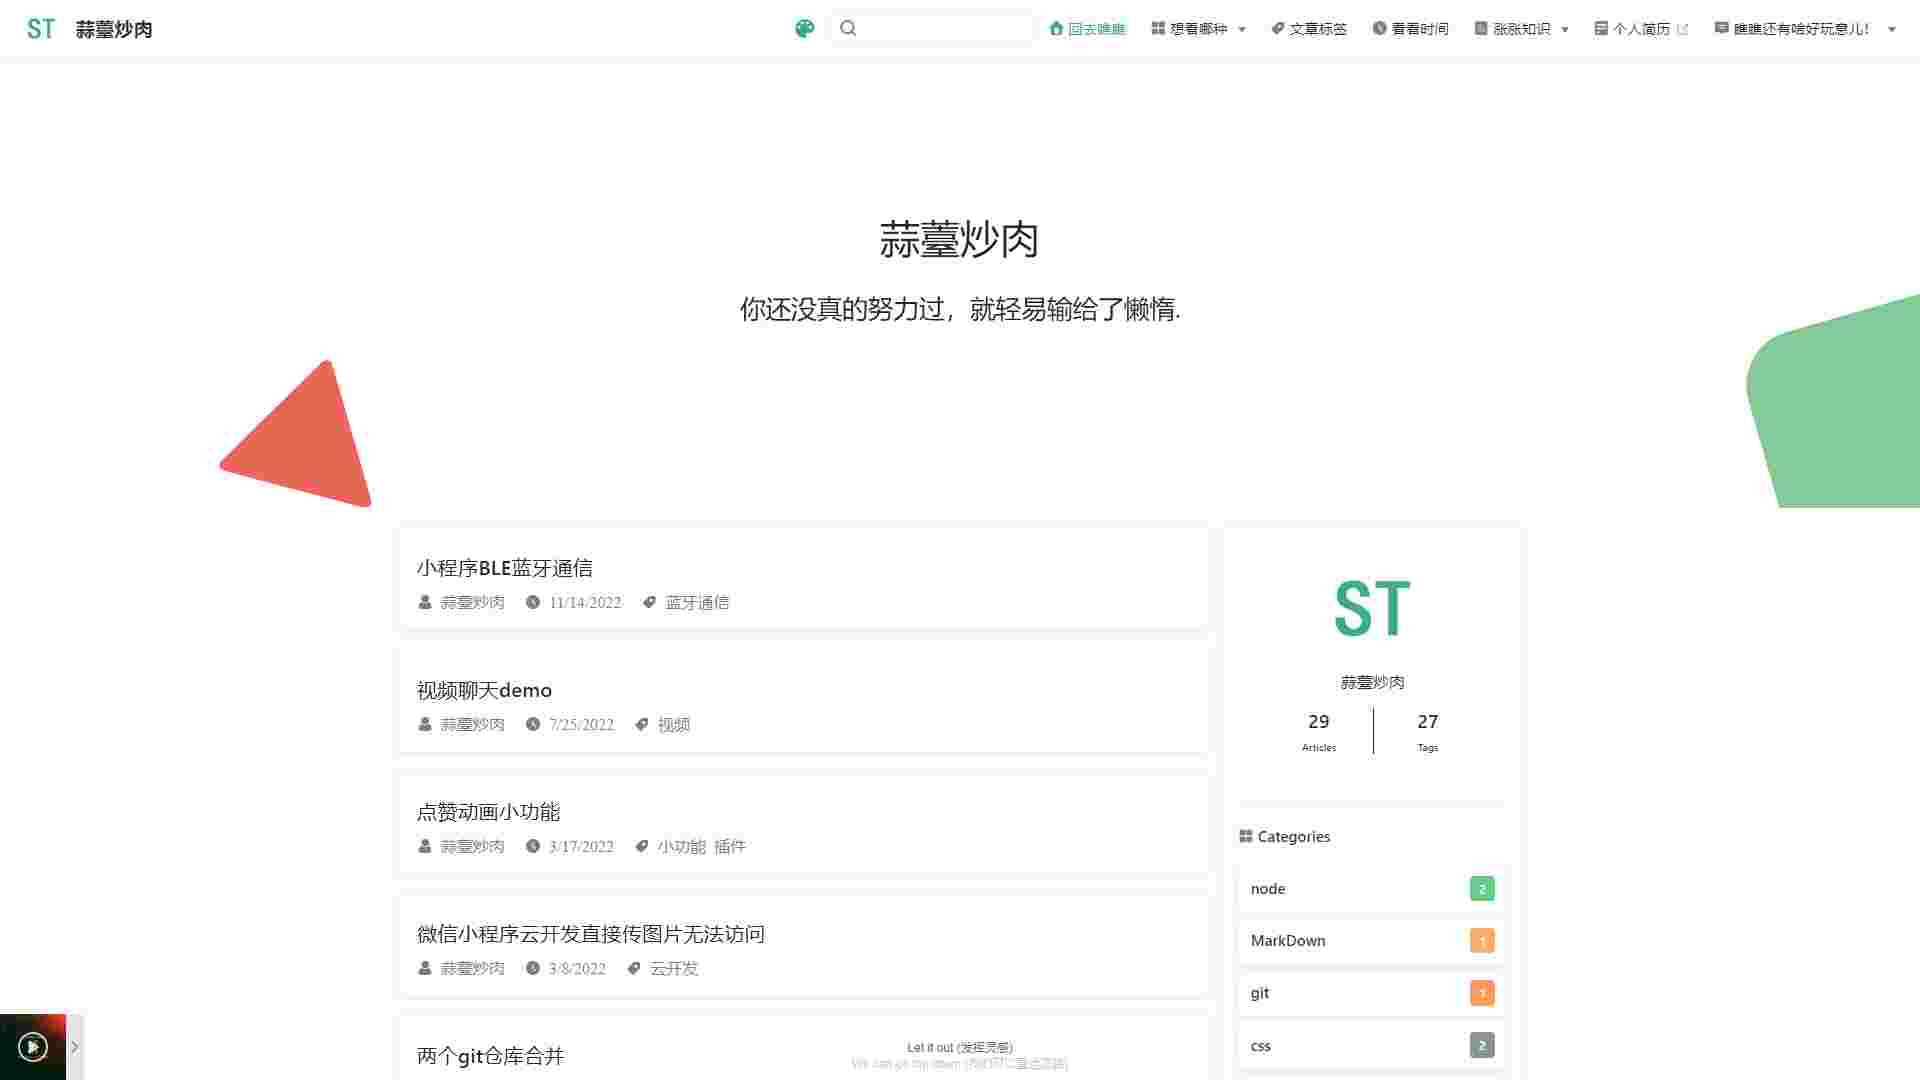 ST 蒜薹炒肉 回去瞧瞧 想看哪种 文章标签 看看时间 涨涨知识 个人简历 瞧瞧还有啥好玩意儿!
蒜薹炒肉
你还没真的努力过，就轻易输给了懒惰.
小程序BLE蓝牙通信
蒜薹炒肉 11/14/2022 蓝牙通信
视频聊天demo
蒜薹炒肉 7/25/2022 视频
点赞动画小功能
蒜薹炒肉 3/17/2022 小功能 插件
微信小程序云开发直接传图片无法访问
蒜薹炒肉 3/8/2022 云开发
两个git仓库合并
ST
蒜薹炒肉
29 27
Articles Tags
Categories
node 2
MarkDown 1
git 1
css 2
Let it out (发挥灵感)